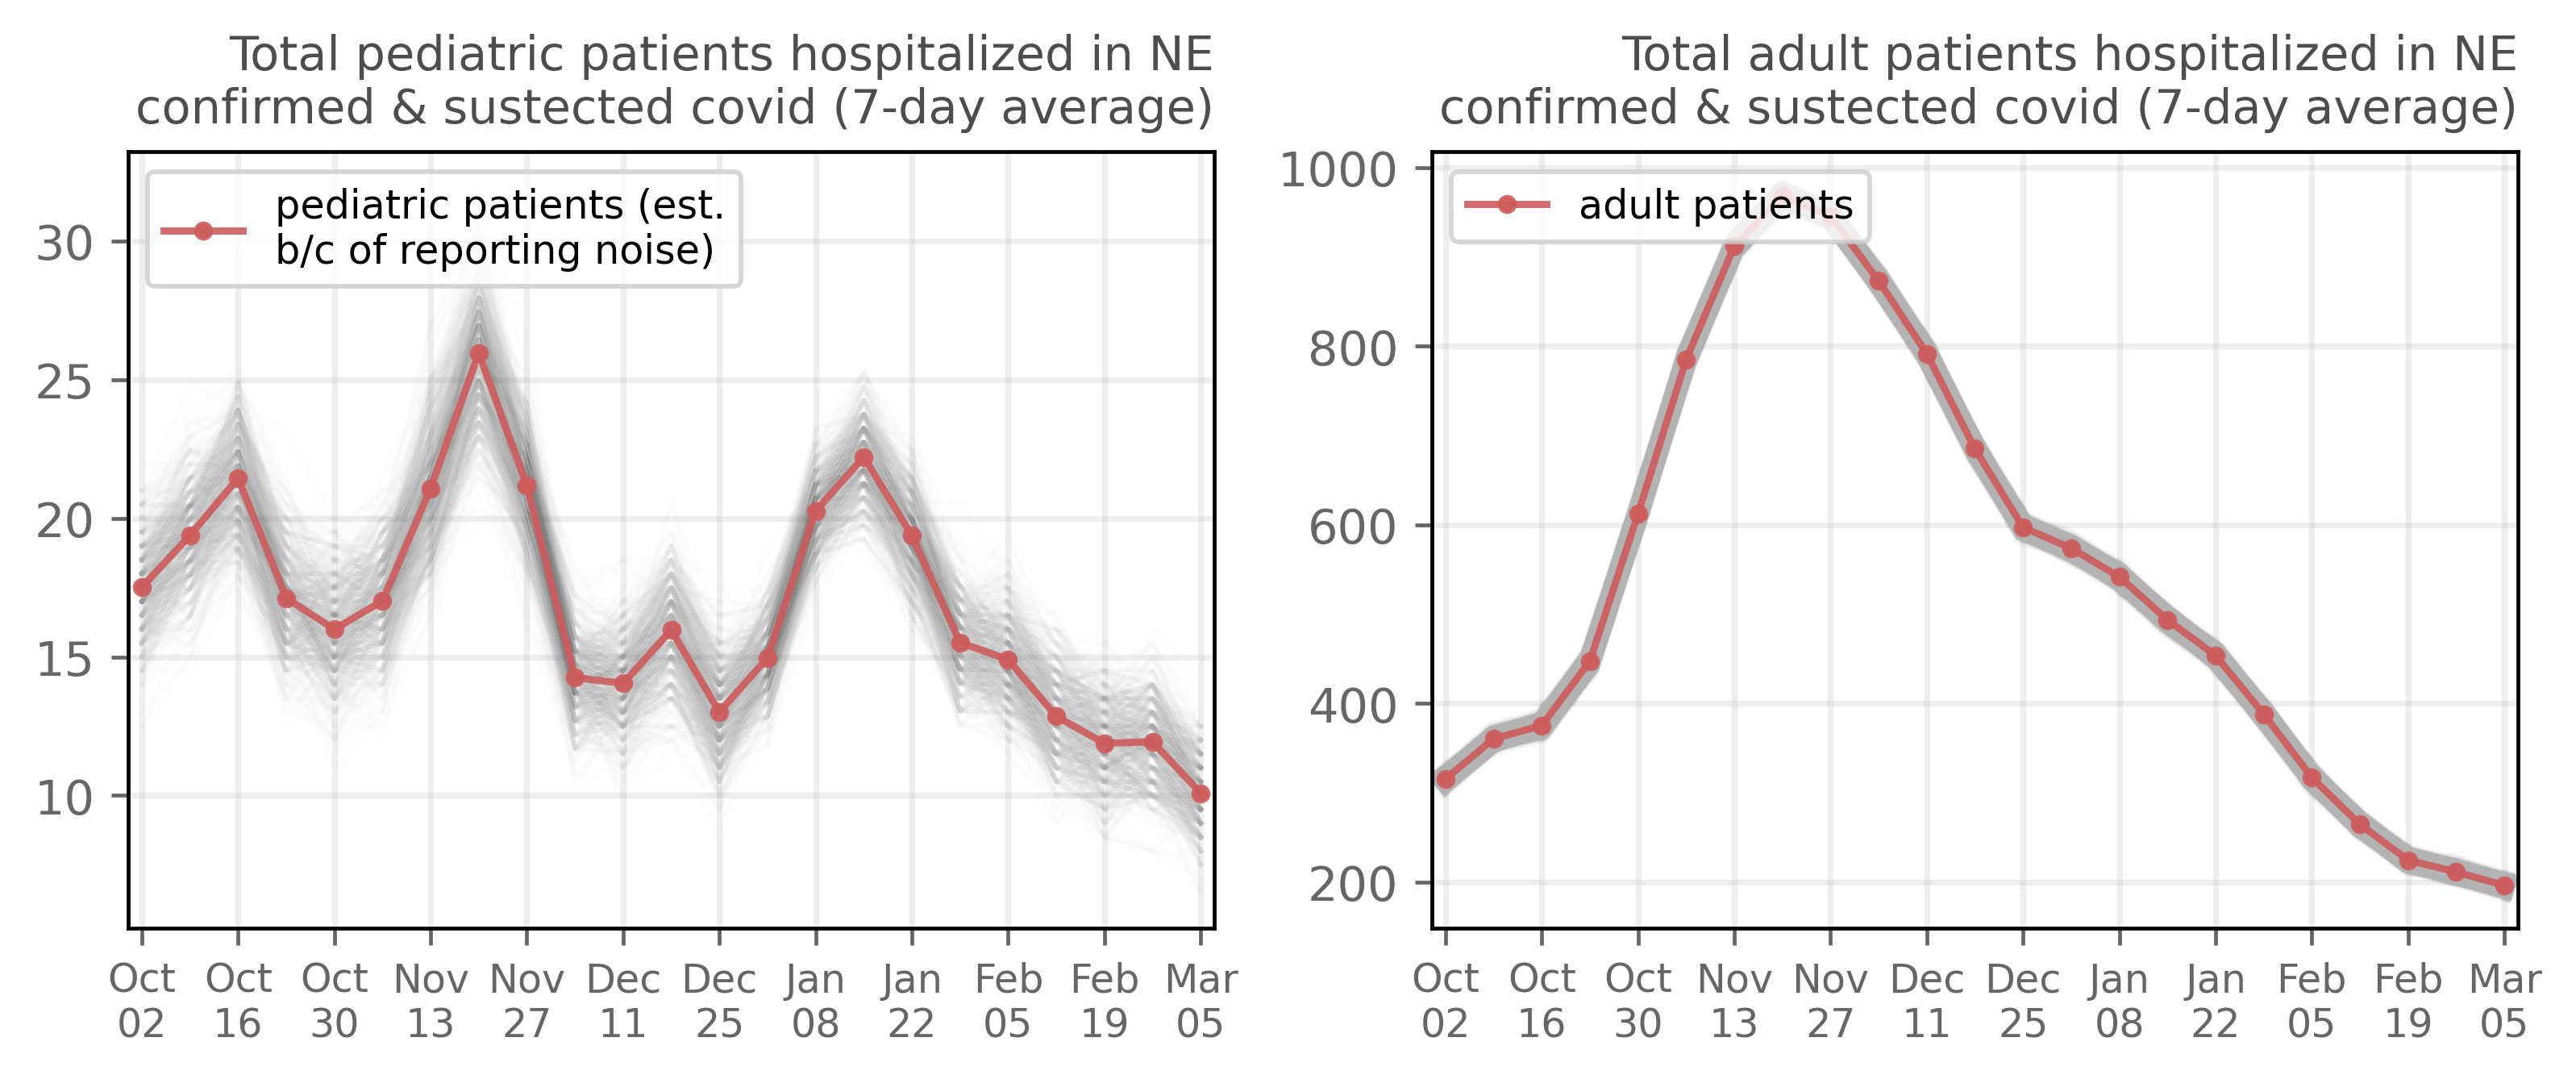 Total pediatric patients hospitalized in NE
confirmed & sustected covid (7-day average)
pediatric patients (est.
b/c of reporting noise)
30
25
20
15
10
Oct Oct Oct Nov Nov Dec Dec Jan Jan Feb Feb Mar
02 16 30 13 27 11 25 08 22 05 19 05
Total adult patients hospitalized in NE
confirmed & sustected covid (7-day average)
adult patients
1000
800
600
400
200
Oct Oct Oct Nov Nov Dec Dec Jan Jan Feb Feb Mar
02 16 30 13 27 11 25 08 22 05 19 05